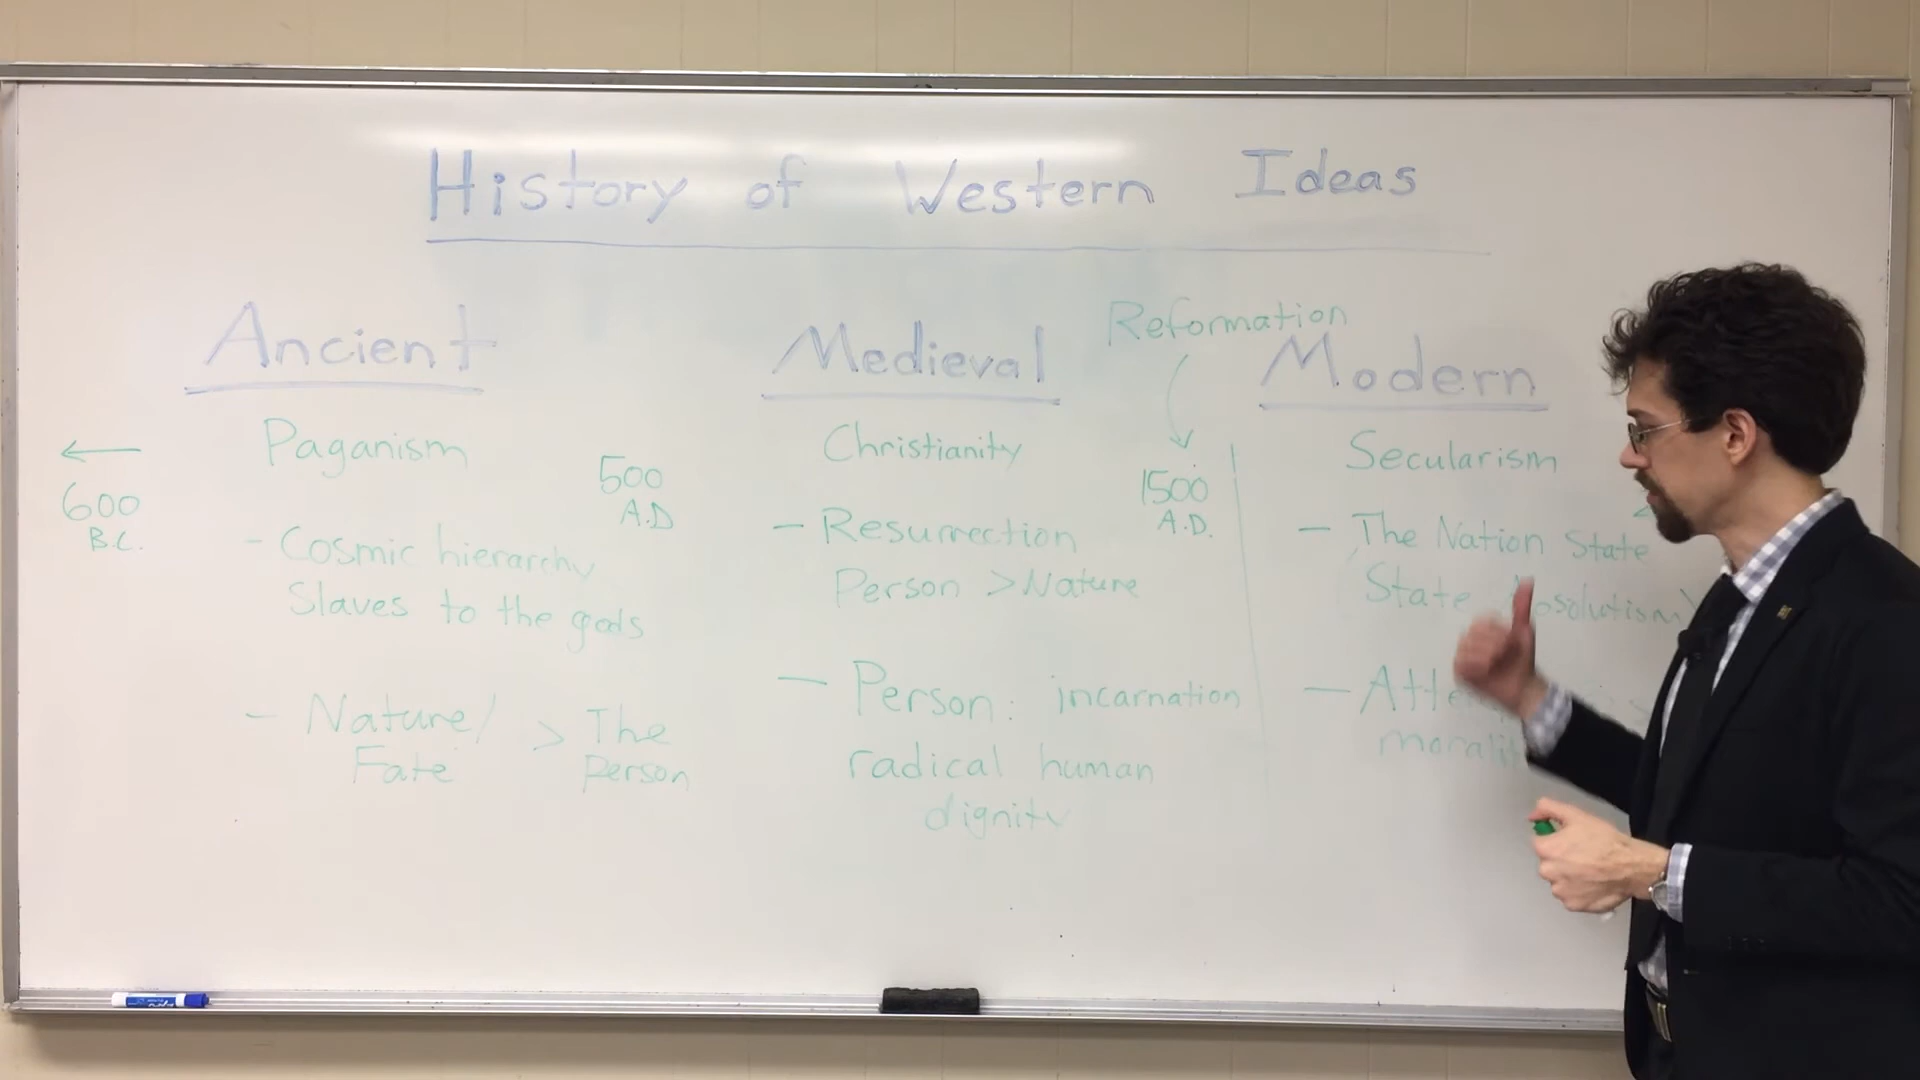 History of Western Ideas
Ancient
Paganism
600
B.C.
500
A.D
- Cosmic hierarchy
Slaves to the gods
- Nature/ > The
Fate Person
Medieval
Christianity
- Resurrection
Person > Nature
- Person: incarnation
radical human
dignity
Reformation
1500
A.D.
Modern
Secularism
- The Nation State
State Absolutism
-